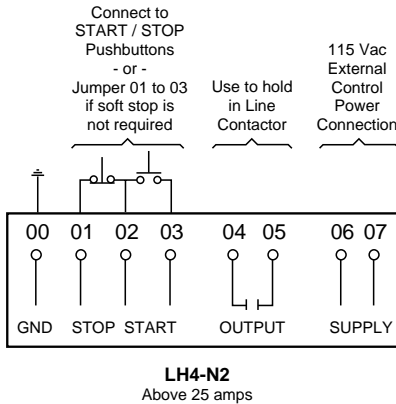 Connect to
START / STOP
Pushbuttons
- or -
Jumper 01 to 03
if soft stop is
not required
Use to hold
in Line
Contactor
115 Vac
External
Control
Power
Connection
00 01 02 03 04 05 06 07
GND STOP START OUTPUT SUPPLY
LH4-N2
Above 25 amps